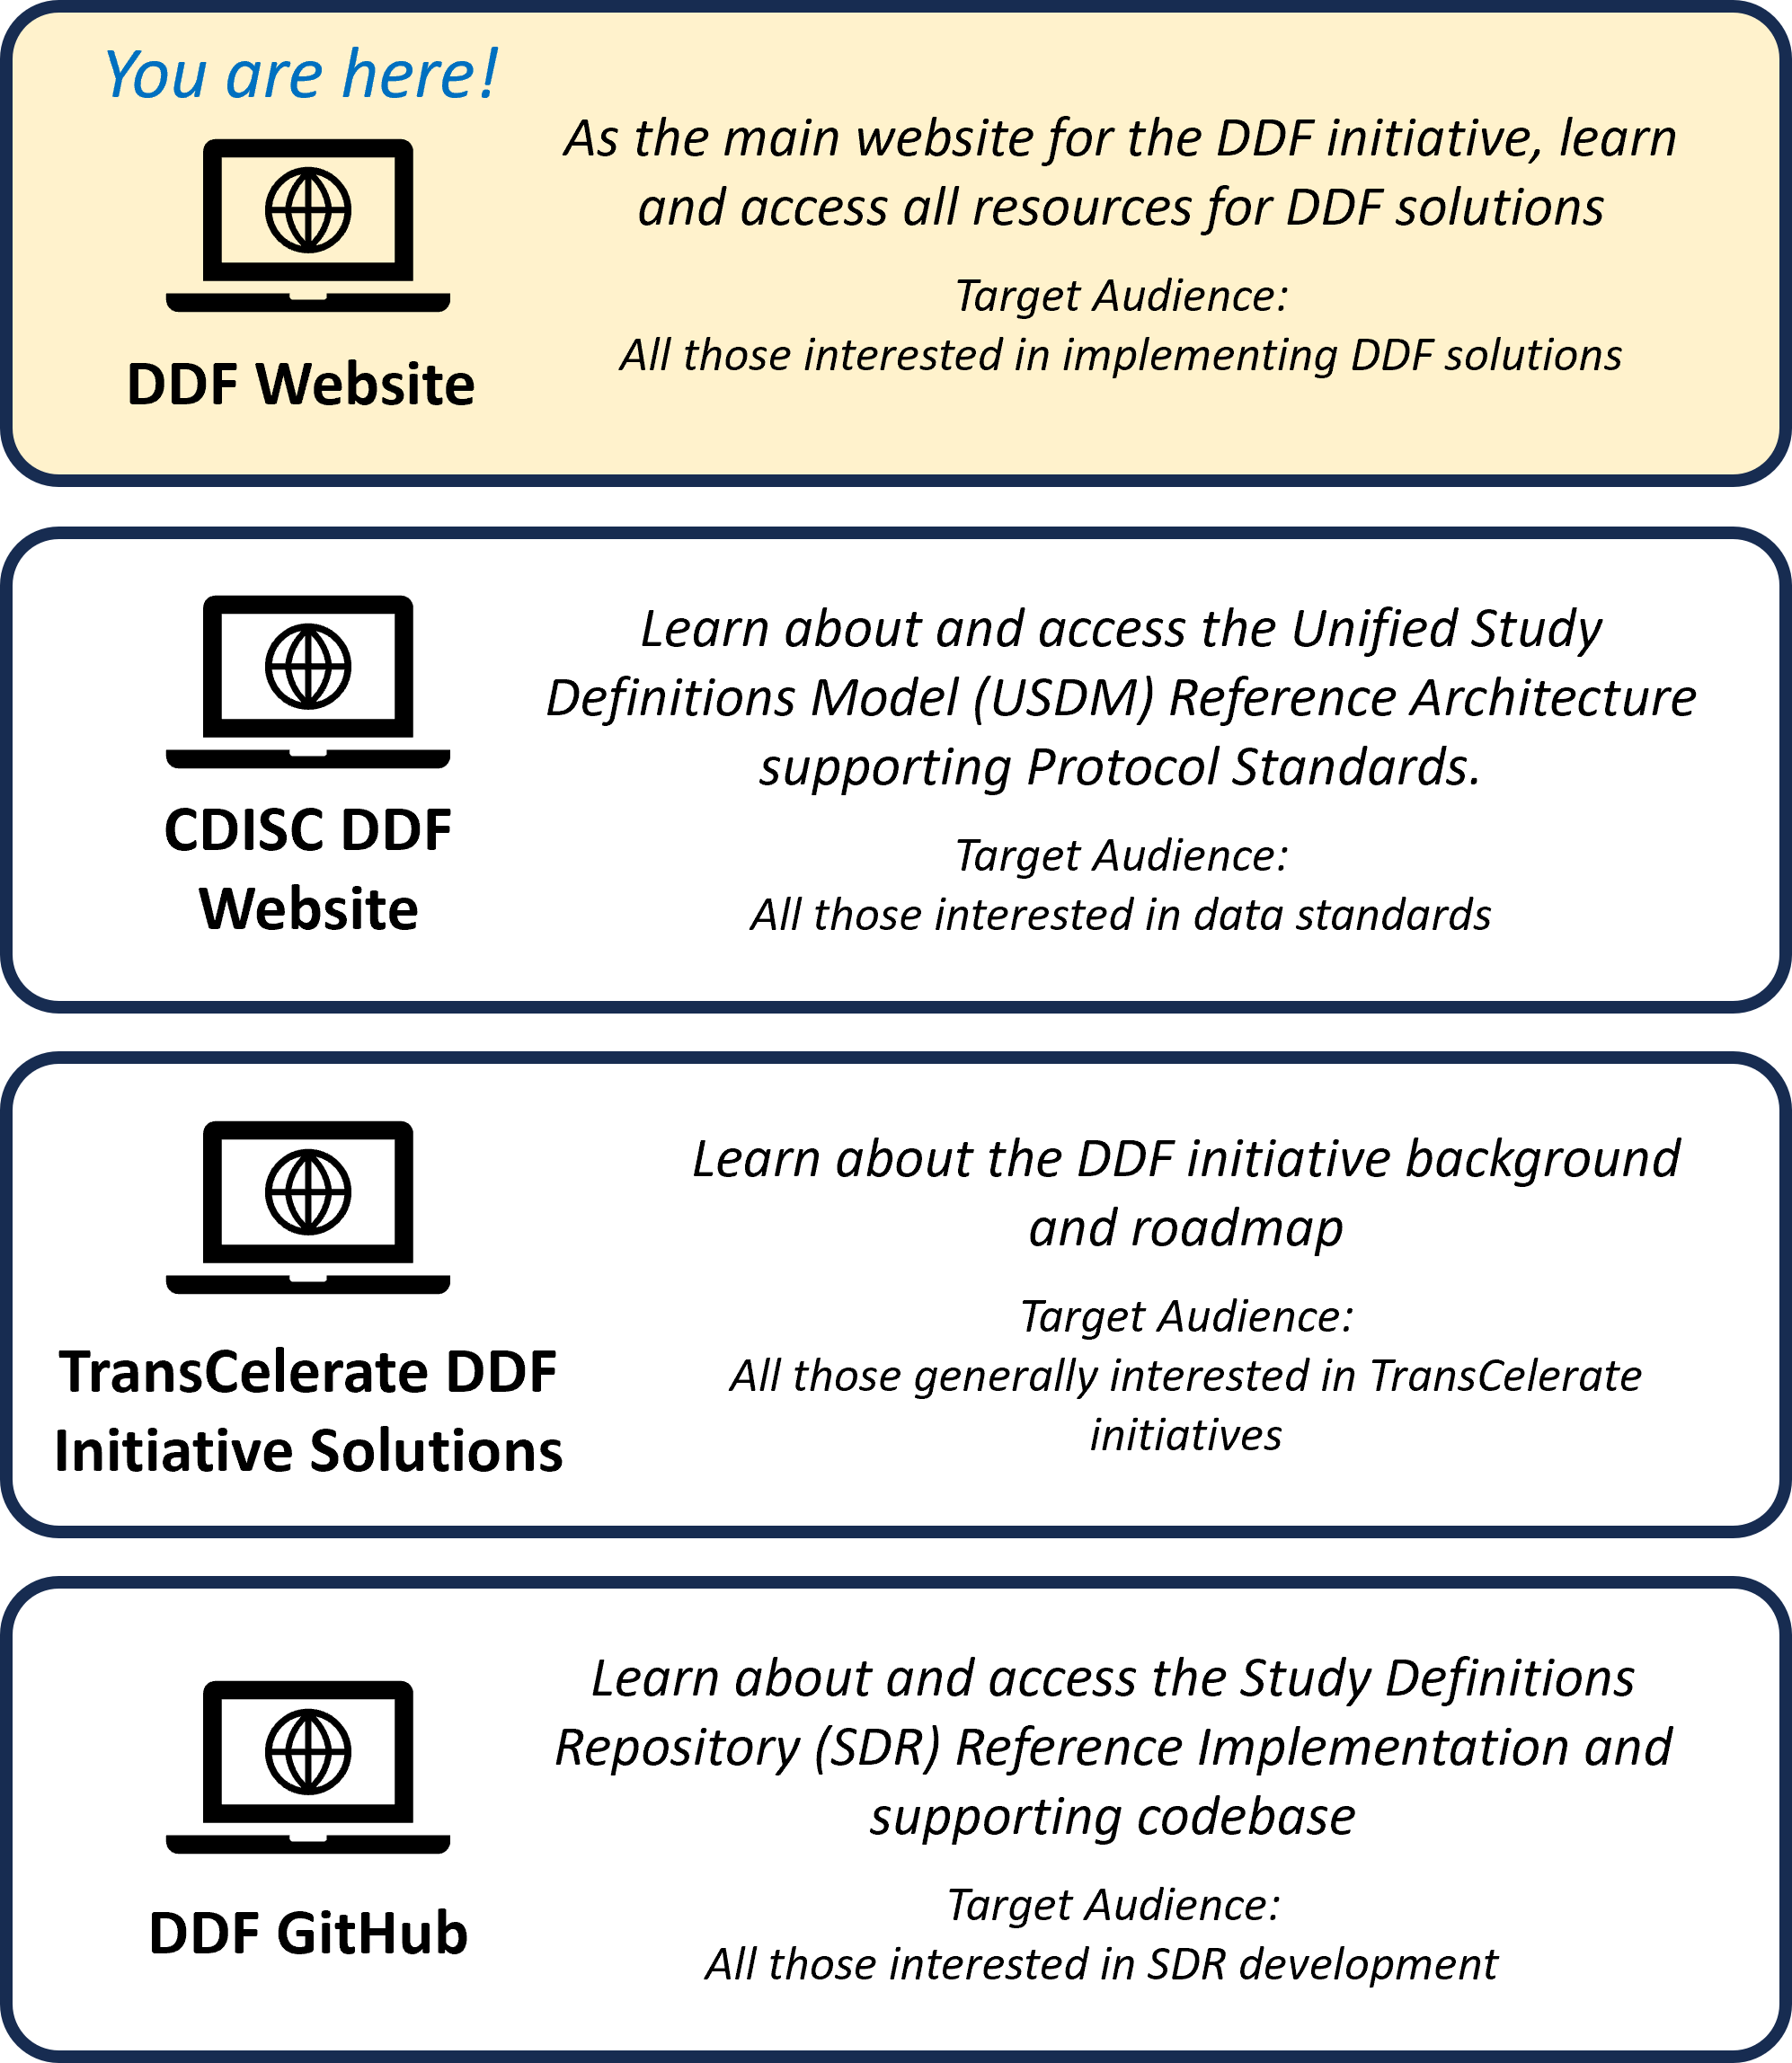 You are here!
DDF Website
As the main website for the DDF initiative, learn
and access all resources for DDF solutions
Target Audience:
All those interested in implementing DDF solutions
CDISC DDF
Website
Learn about and access the Unified Study
Definitions Model (USDM) Reference Architecture
supporting Protocol Standards.
Target Audience:
All those interested in data standards
TransCelerate DDF
Initiative Solutions
Learn about the DDF initiative background
and roadmap
Target Audience:
All those generally interested in TransCelerate
initiatives
DDF GitHub
Learn about and access the Study Definitions
Repository (SDR) Reference Implementation and
supporting codebase
Target Audience:
All those interested in SDR development